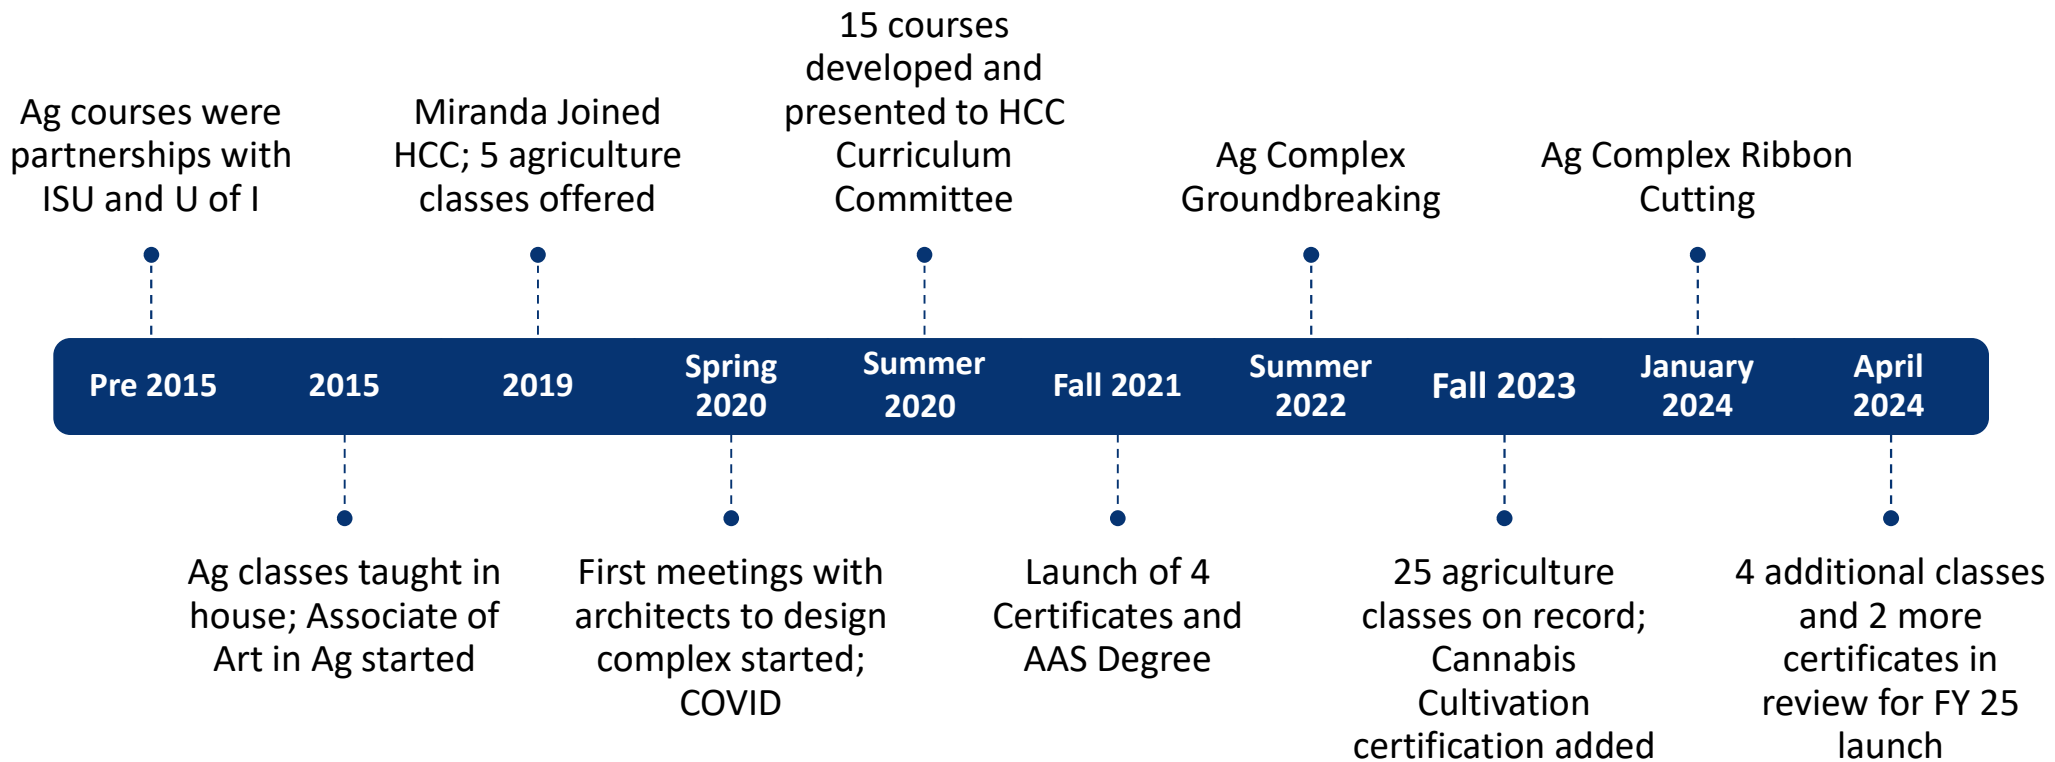 Ag courses were
partnerships with
ISU and U of I
Miranda Joined
HCC; 5 agriculture
classes offered
15 courses
developed and
presented to HCC
Curriculum
Committee
Ag Complex
Groundbreaking
Ag Complex Ribbon
Cutting
Pre 2015
2015
2019
Spring
2020
Summer
2020
Fall 2021
Summer
2022
Fall 2023
January
2024
April
2024
Ag classes taught in
house; Associate of
Art in Ag started
First meetings with
architects to design
complex started;
COVID
Launch of 4
Certificates and
AAS Degree
25 agriculture
classes on record;
Cannabis
Cultivation
certification added
4 additional classes
and 2 more
certificates in
review for FY 25
launch